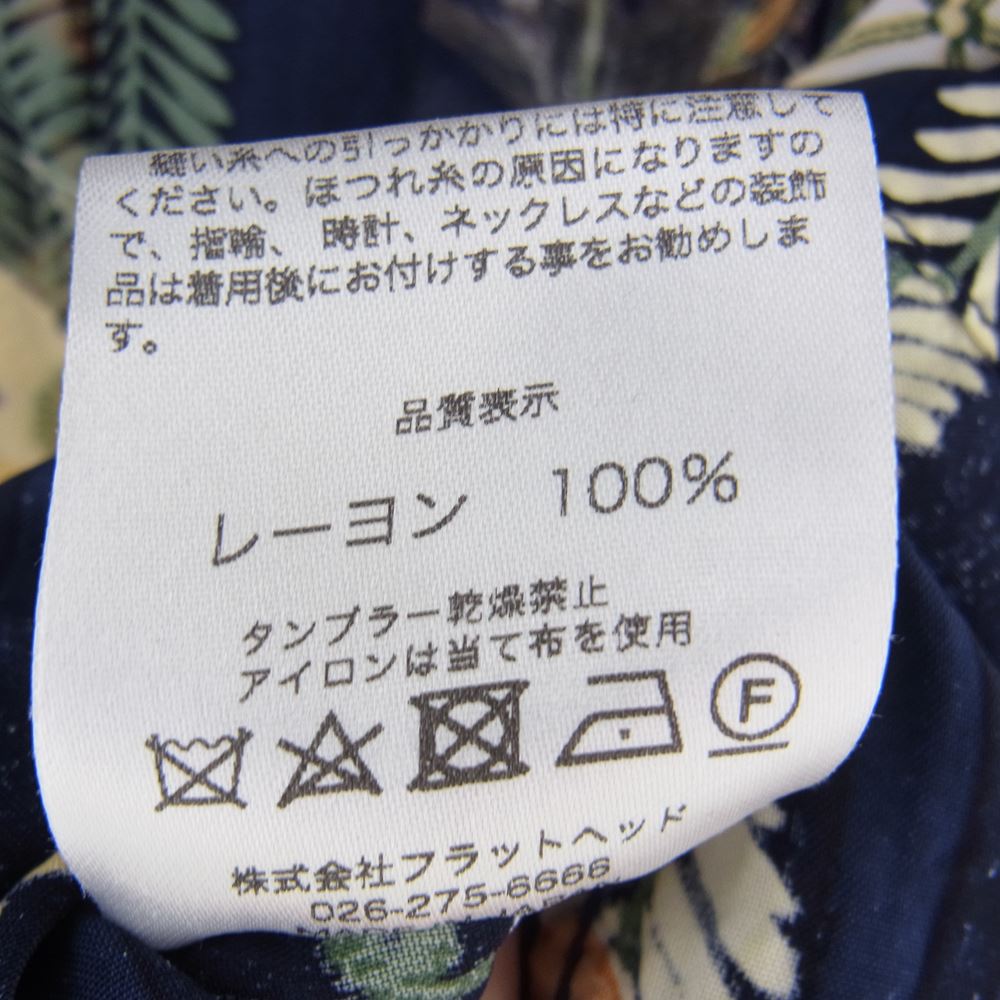 縫い糸への引っかかりには特に注意して
ください。ほつれ糸の原因になりますの
で、指輪、時計、ネックレスなどの装飾
品は着用後にお付けする事をお勧めしま
す。
品質表示
レーヨン 100%
タンブラー乾燥禁止
アイロンは当て布を使用
F
株式会社フラットヘッド
026-275-6666